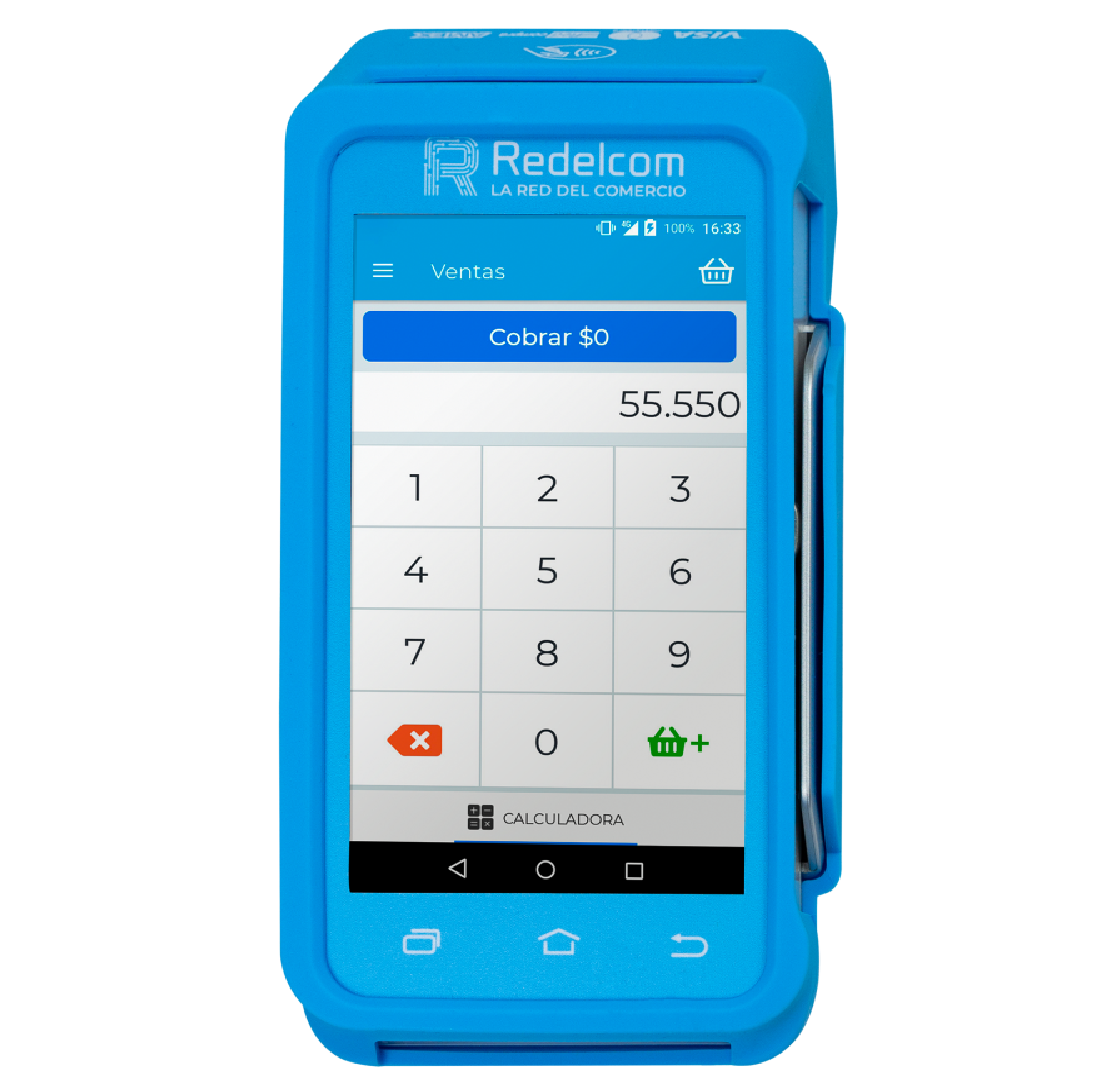 VISA
Redelcom
LA RED DEL COMERCIO
4G 100% 16:33
Ventas
Cobrar $0
55.550
1 2 3
4 5 6
7 8 9
0 +
CALCULADORA